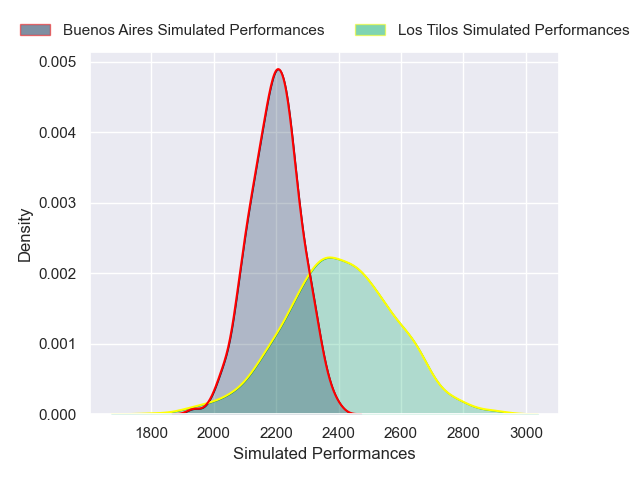 Buenos Aires Simulated Performances
Los Tilos Simulated Performances
0.005
0.004
0.003
0.002
0.001
0.000
Density
1800 2000 2200 2400 2600 2800 3000
Simulated Performances